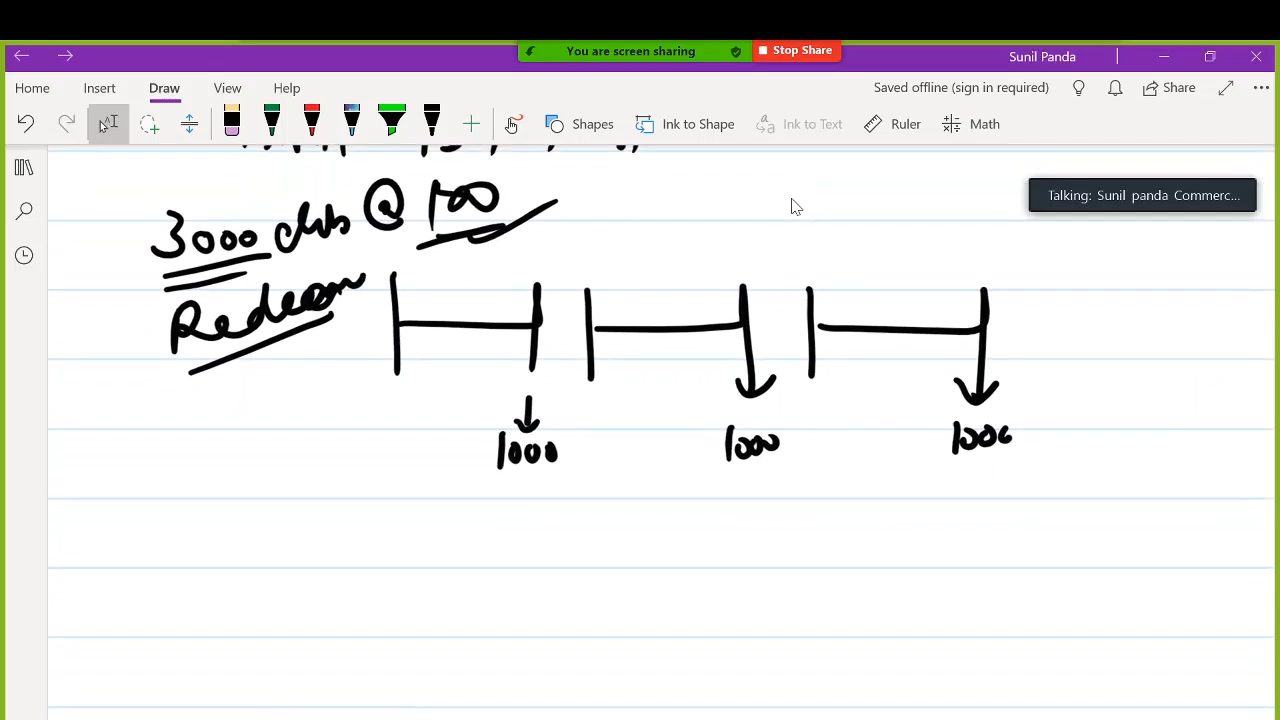 You are screen sharing
Stop Share
Sunil Panda
Home Insert Draw View Help
Saved offline (sign in required)
Share
Shapes
Ink to Shape
Ink to Text
Ruler
Math
Talking: Sunil panda Commerc...
3000 debs @ 100
Redeem
1000 1000 1000